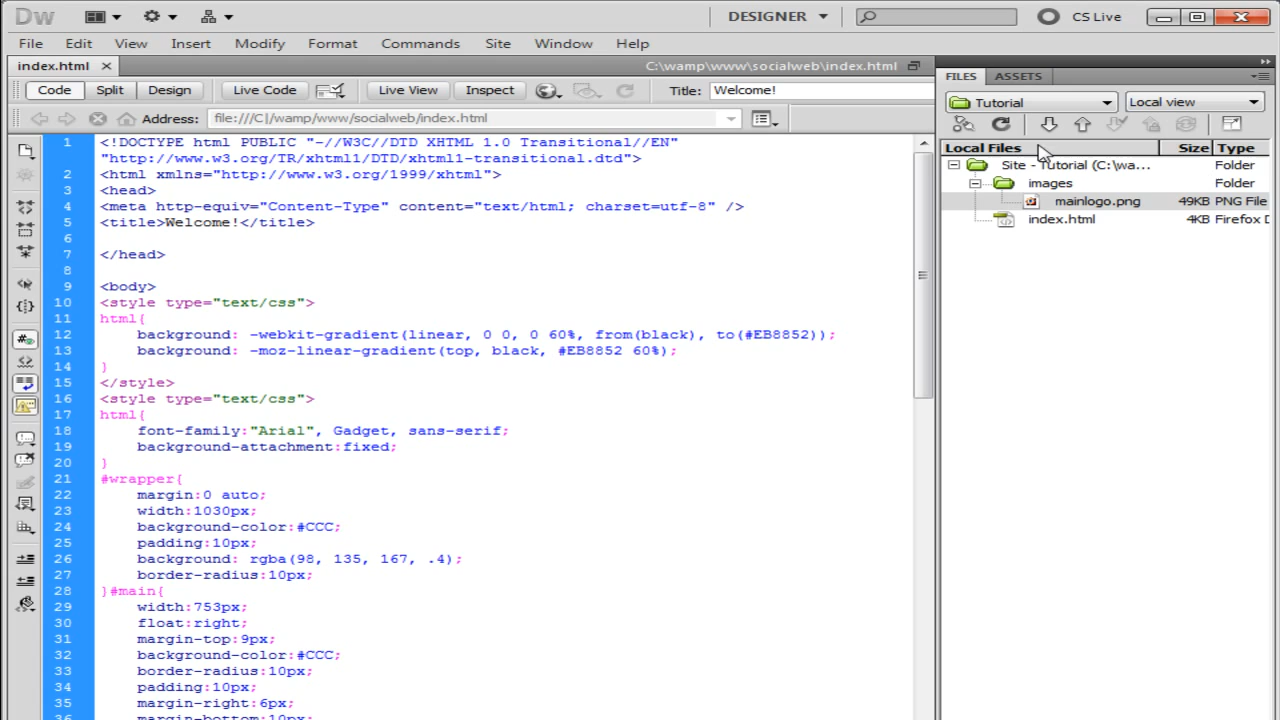 Dw DESIGNER CS Live
File Edit View Insert Modify Format Commands Site Window Help
index.html C:\wamp\www\socialweb\index.html
Code Split Design Live Code Live View Inspect Title: Welcome!
Address: file:///C|/wamp/www/socialweb/index.html
1 <!DOCTYPE html PUBLIC "-//W3C//DTD XHTML 1.0 Transitional//EN"
"http://www.w3.org/TR/xhtml1/DTD/xhtml1-transitional.dtd">
2 <html xmlns="http://www.w3.org/1999/xhtml">
3 <head>
4 <meta http-equiv="Content-Type" content="text/html; charset=utf-8" />
5 <title>Welcome!</title>
6
7 </head>
8
9 <body>
10 <style type="text/css">
11 html{
12 background: -webkit-gradient(linear, 0 0, 0 60%, from(black), to(#EB8852));
13 background: -moz-linear-gradient(top, black, #EB8852 60%);
14 }
15 </style>
16 <style type="text/css">
17 html{
18 font-family:"Arial", Gadget, sans-serif;
19 background-attachment:fixed;
20 }
21 #wrapper{
22 margin:0 auto;
23 width:1030px;
24 background-color:#CCC;
25 padding:10px;
26 background: rgba(98, 135, 167, .4);
27 border-radius:10px;
28 }#main{
29 width:753px;
30 float:right;
31 margin-top:9px;
32 background-color:#CCC;
33 border-radius:10px;
34 padding:10px;
35 margin-right:6px;
36 margin-bottom:10px;
FILES ASSETS
Tutorial Local view
Local Files Size Type
Site - Tutorial (C:\wa... Folder
images Folder
mainlogo.png 49KB PNG File
index.html 4KB Firefox D